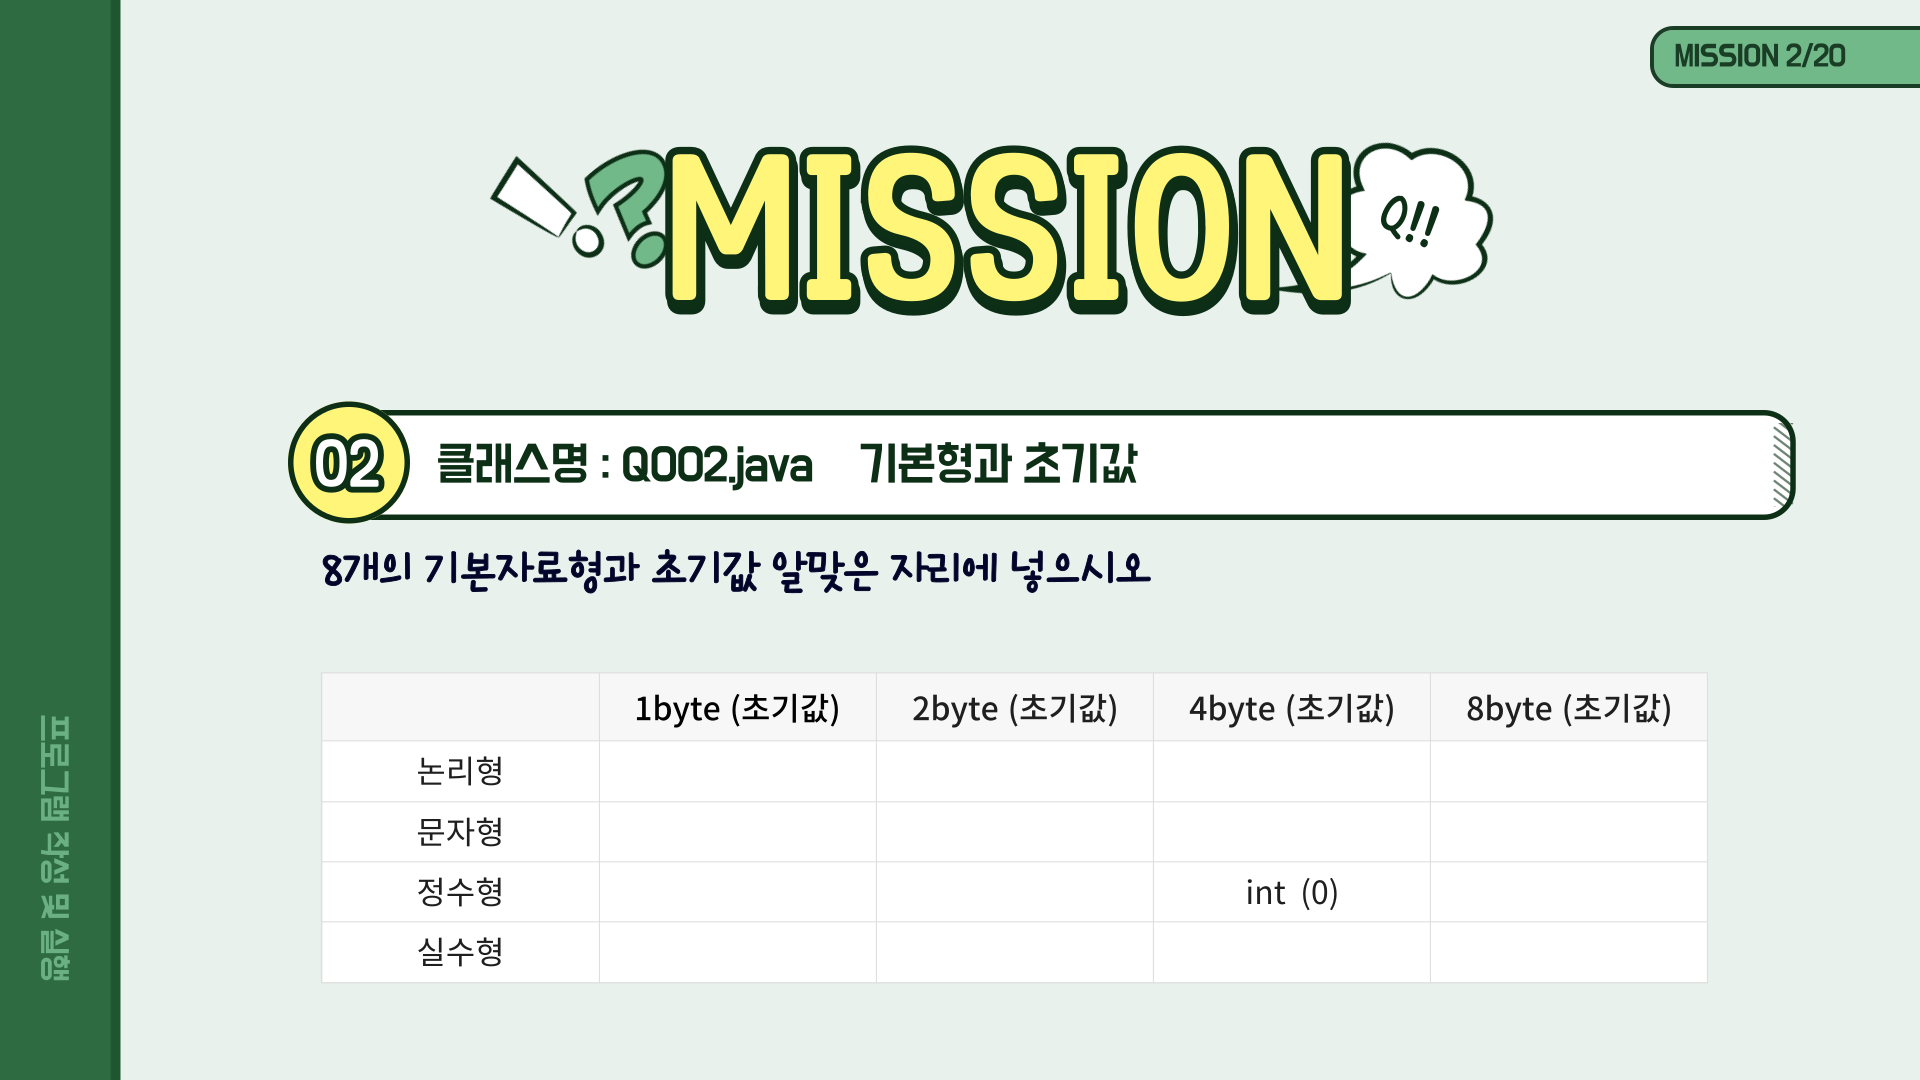 MISSION 2/20
MISSION
Q!!
02
클래스명 : Q002.java 기본형과 초기값
8개의 기본자료형과 초기값 알맞은 자리에 넣으시오
1byte (초기값) 2byte (초기값) 4byte (초기값) 8byte (초기값)
논리형
문자형
정수형 int (0)
실수형
프로그램 작성 및 실행